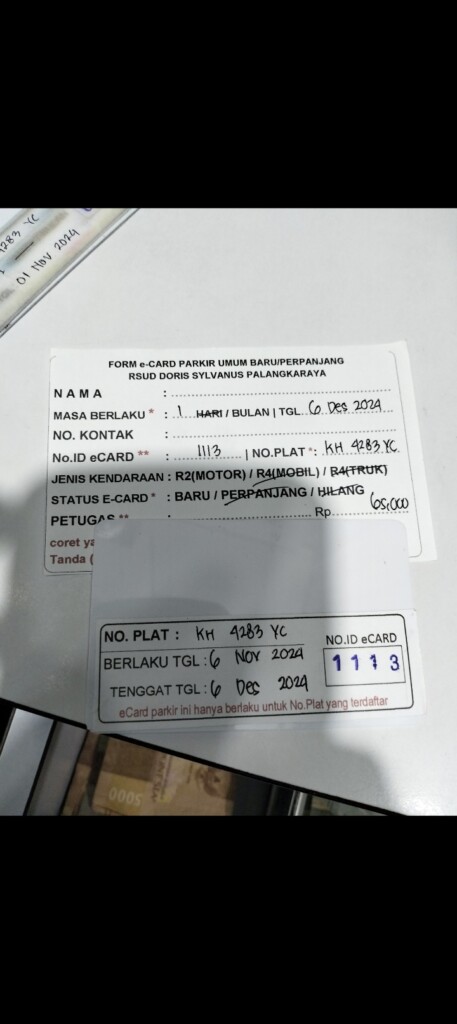 4283 YC
01 Nov 2024
FORM e-CARD PARKIR UMUM BARU/PERPANJANG
RSUD DORIS SYLVANUS PALANGKARAYA
N A M A :
MASA BERLAKU * : 1 HARI / BULAN | TGL. 6 Des 2024
NO. KONTAK :
No.ID eCARD ** : 1113 | NO.PLAT *: KH 4283 YC
JENIS KENDARAAN : R2(MOTOR) / R4(MOBIL) / R4(TRUK)
STATUS E-CARD * : BARU / PERPANJANG / HILANG
PETUGAS ** : Rp. 65,000
coret ya
Tanda (
NO. PLAT : KH 4283 YC
NO.ID eCARD
BERLAKU TGL : 6 Nov 2024
1113
TENGGAT TGL : 6 Des 2024
eCard parkir ini hanya berlaku untuk No.Plat yang terdaftar
5000